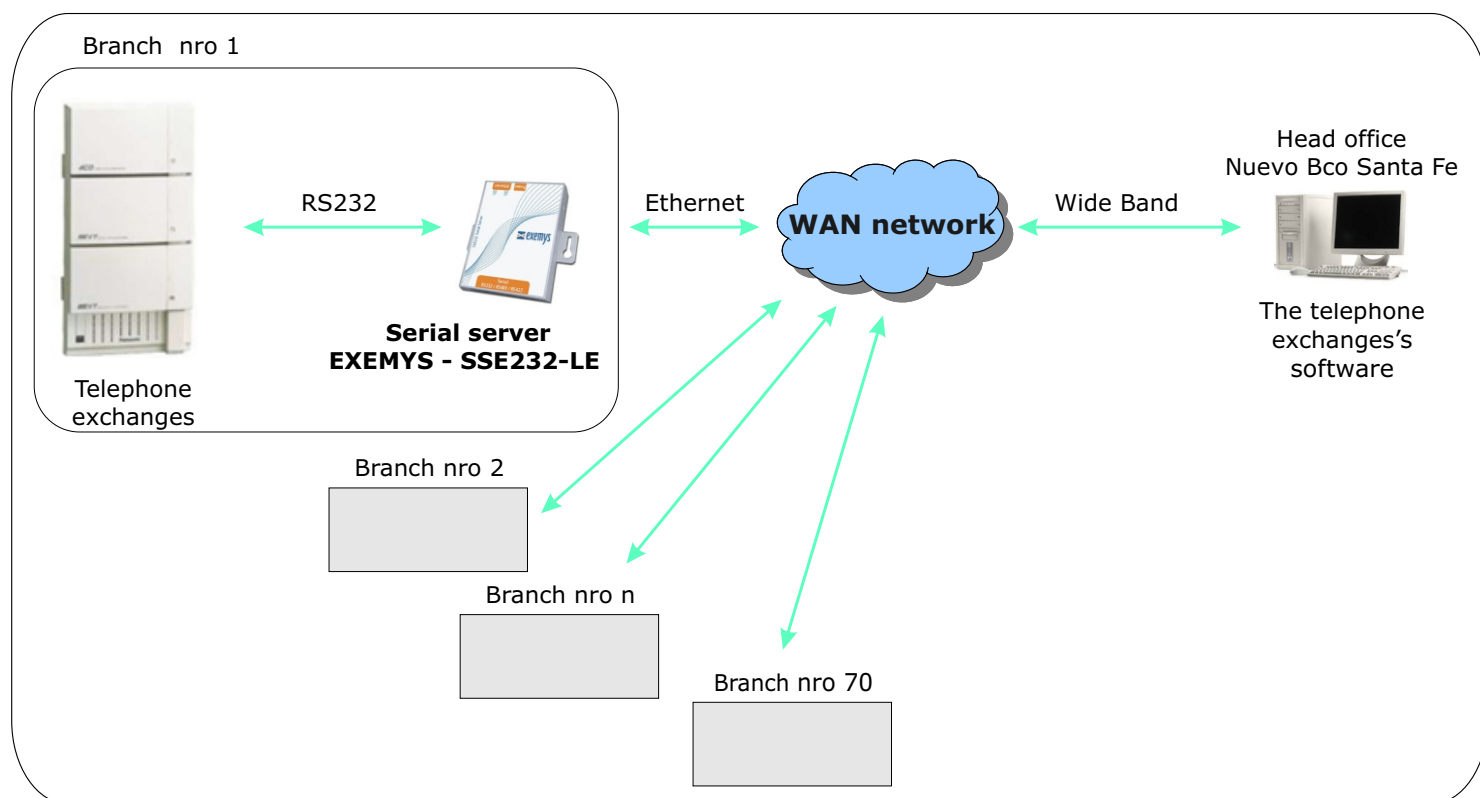 Branch nro 1
RS232
exemys
Serial server
EXEMYS - SSE232-LE
Telephone
exchanges
Ethernet
WAN network
Wide Band
Head office
Nuevo Bco Santa Fe
The telephone
exchanges's
software
Branch nro 2
Branch nro n
Branch nro 70